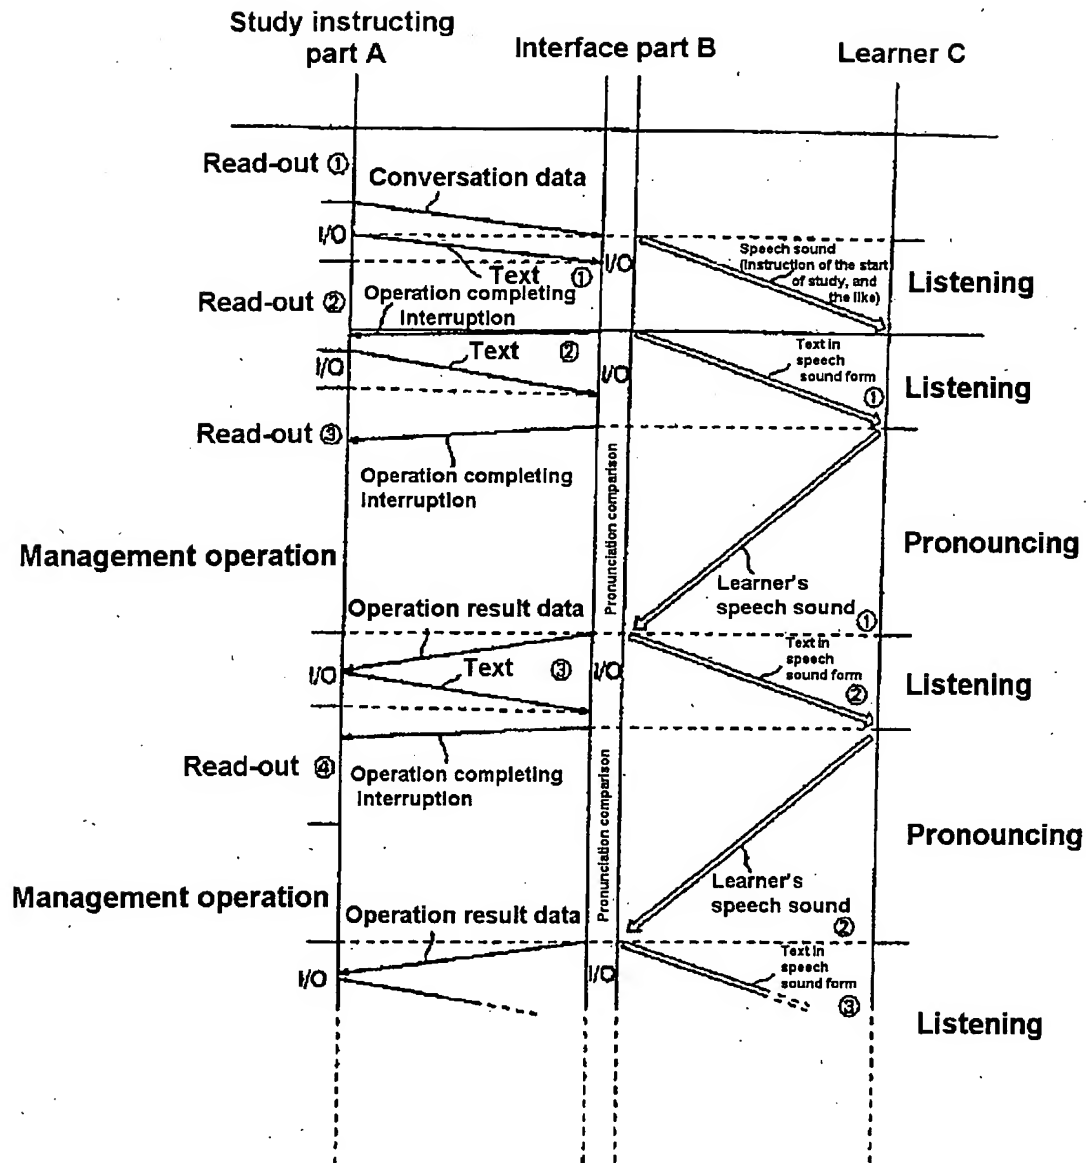 Study instructing
part A
Interface part B
Learner C
Read-out ①
Conversation data
I/O
I/O
Speech sound
(Instruction of the start
of study, and
the like)
Listening
Text ①
Read-out ②
Operation completing
Interruption
Text ②
I/O
I/O
Text in
speech
sound form ①
Listening
Read-out ③
Operation completing
Interruption
Pronunciation comparison
Management operation
Pronouncing
Learner's
speech sound ①
Operation result data
Text ③
I/O
I/O
Text in
speech
sound form ②
Listening
Read-out ④
Operation completing
Interruption
Pronunciation comparison
Pronouncing
Management operation
Learner's
speech sound ②
Operation result data
I/O
I/O
Text in
speech
sound form ③
Listening